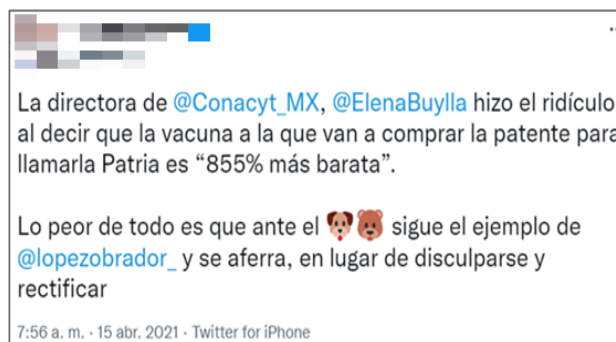 La directora de @Conacyt_MX, @ElenaBuylla hizo el ridículo
al decir que la vacuna a la que van a comprar la patente para
llamarla Patria es “855% más barata”.
Lo peor de todo es que ante el 🐶🐻 sigue el ejemplo de
@lopezobrador_ y se aferra, en lugar de disculparse y
rectificar
7:56 a. m. · 15 abr. 2021 · Twitter for iPhone